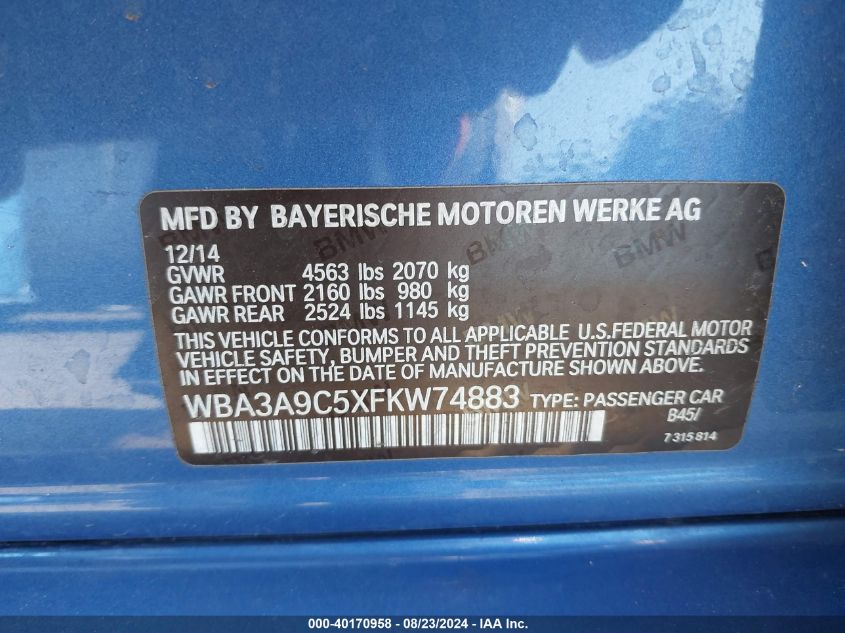 MFD BY BAYERISCHE MOTOREN WERKE AG
12/14
GVWR 4563 lbs 2070 kg
GAWR FRONT 2160 lbs 980 kg
GAWR REAR 2524 lbs 1145 kg
THIS VEHICLE CONFORMS TO ALL APPLICABLE U.S.FEDERAL MOTOR
VEHICLE SAFETY, BUMPER AND THEFT PREVENTION STANDARDS
IN EFFECT ON THE DATE OF MANUFACTURE SHOWN ABOVE.
WBA3A9C5XFKW74883 TYPE: PASSENGER CAR
B45/
7315814
000-40170958 - 08/23/2024 - IAA Inc.